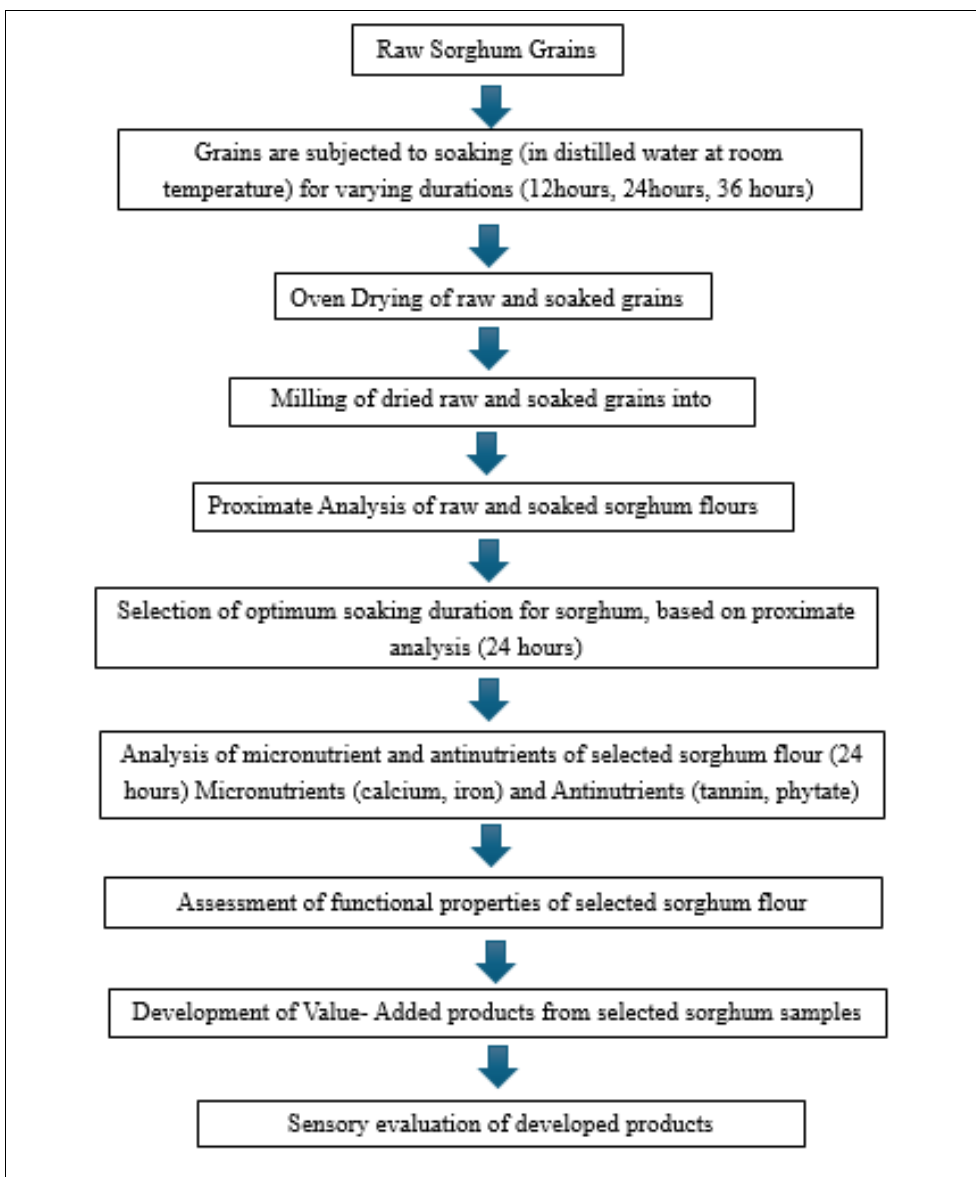 Raw Sorghum Grains
Grains are subjected to soaking (in distilled water at room
temperature) for varying durations (12hours, 24hours, 36 hours)
Oven Drying of raw and soaked grains
Milling of dried raw and soaked grains into
Proximate Analysis of raw and soaked sorghum flours
Selection of optimum soaking duration for sorghum, based on proximate
analysis (24 hours)
Analysis of micronutrient and antinutrients of selected sorghum flour (24
hours) Micronutrients (calcium, iron) and Antinutrients (tannin, phytate)
Assessment of functional properties of selected sorghum flour
Development of Value- Added products from selected sorghum samples
Sensory evaluation of developed products